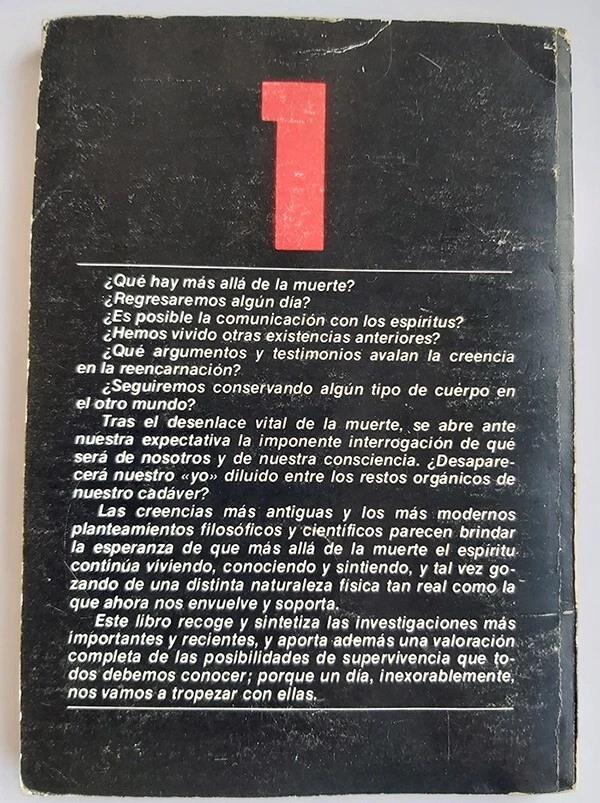 1
¿Qué hay más allá de la muerte?
¿Regresaremos algún día?
¿Es posible la comunicación con los espíritus?
¿Hemos vivido otras existencias anteriores?
¿Qué argumentos y testimonios avalan la creencia
en la reencarnación?
¿Seguiremos conservando algún tipo de cuerpo en
el otro mundo?
Tras el desenlace vital de la muerte, se abre ante
nuestra expectativa la imponente interrogación de qué
será de nosotros y de nuestra consciencia. ¿Desapare-
cerá nuestro «yo» diluido entre los restos orgánicos de
nuestro cadáver?
Las creencias más antiguas y los más modernos
planteamientos filosóficos y científicos parecen brindar
la esperanza de que más allá de la muerte el espíritu
continúa viviendo, conociendo y sintiendo, y tal vez go-
zando de una distinta naturaleza física tan real como la
que ahora nos envuelve y soporta.
Este libro recoge y sintetiza las investigaciones más
importantes y recientes, y aporta además una valoración
completa de las posibilidades de supervivencia que to-
dos debemos conocer; porque un día, inexorablemente,
nos vamos a tropezar con ellas.